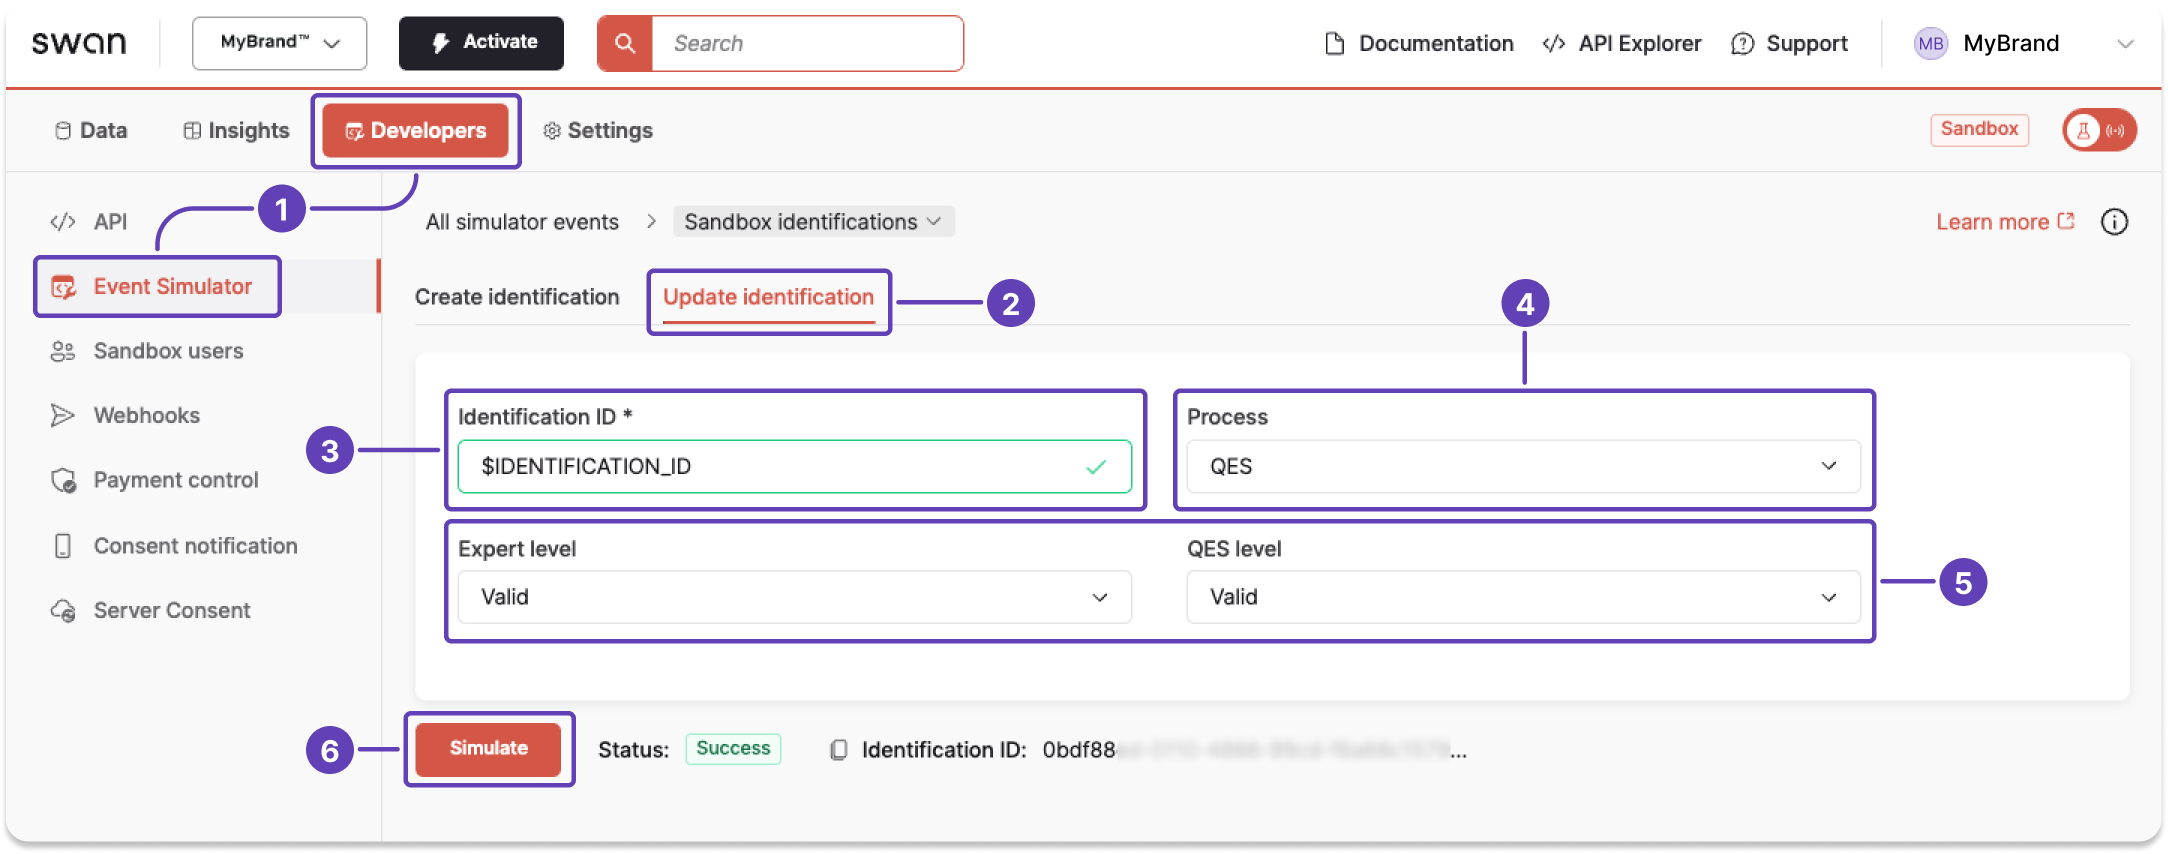 swan
MyBrand™
Activate
Search
Documentation
API Explorer
Support
MB
MyBrand
Data
Insights
Developers
Settings
Sandbox
1
API
All simulator events
Sandbox identifications
Learn more
Event Simulator
Create identification
Update identification
2
4
Sandbox users
Webhooks
Payment control
Consent notification
Server Consent
3
Identification ID *
$IDENTIFICATION_ID
Process
QES
Expert level
Valid
QES level
Valid
5
6
Simulate
Status:
Success
Identification ID: 0bdf88 ...